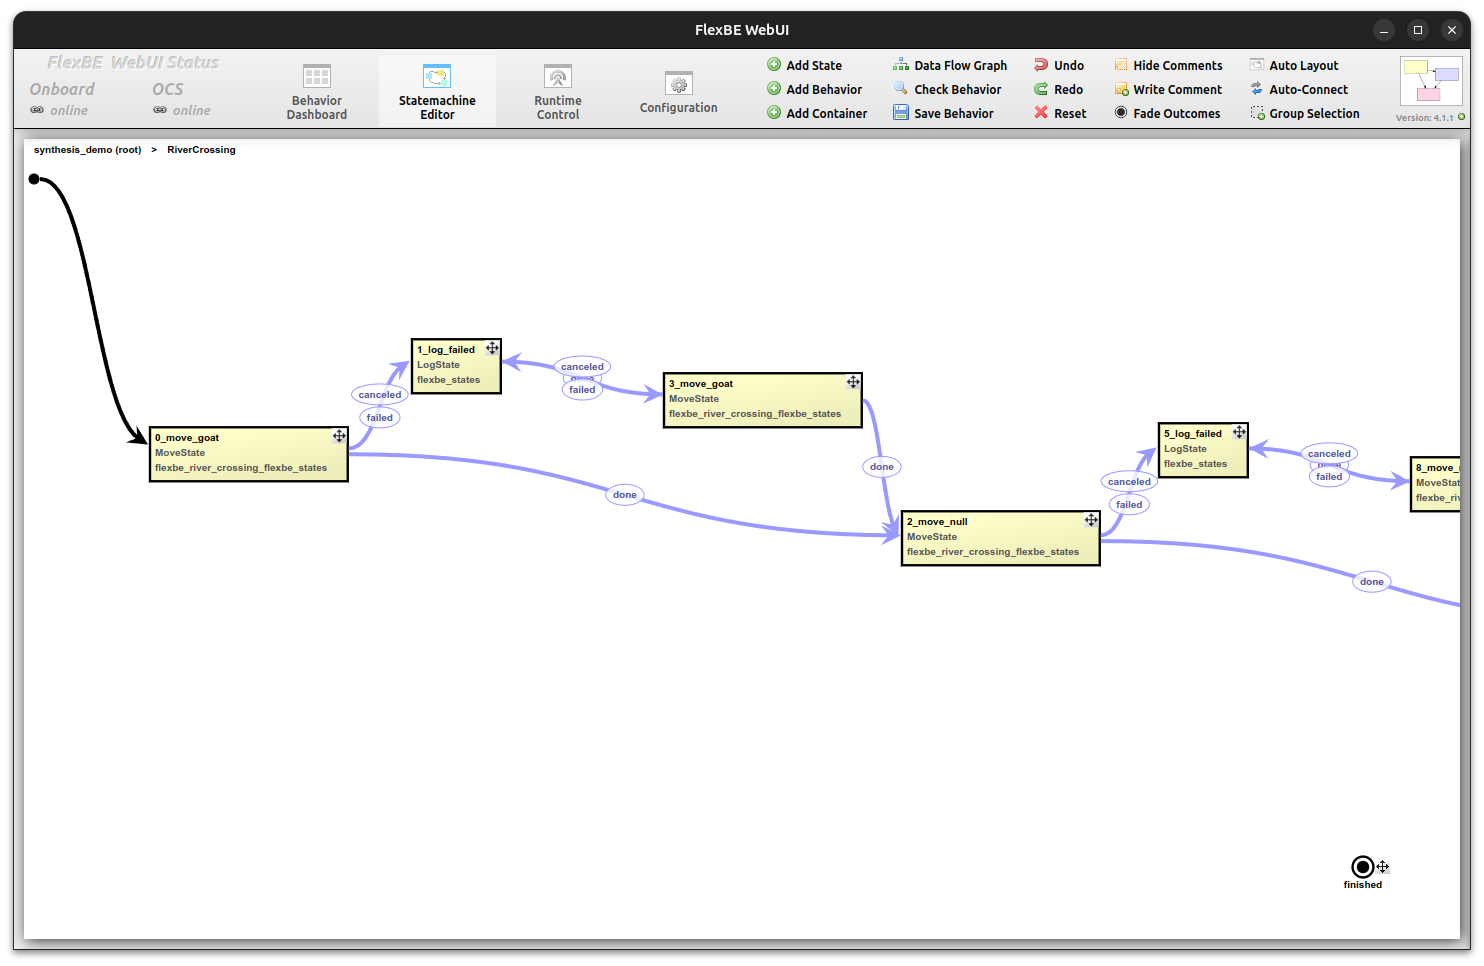 FlexBE WebUI
FlexBE WebUI Status
Onboard
OCS
online
online
Behavior
Dashboard
Statemachine
Editor
Runtime
Control
Configuration
Add State
Add Behavior
Add Container
Data Flow Graph
Check Behavior
Save Behavior
Undo
Redo
Reset
Hide Comments
Write Comment
Fade Outcomes
Auto Layout
Auto-Connect
Group Selection
Version: 4.1.1
synthesis_demo (root) > RiverCrossing
1_log_failed
LogState
flexbe_states
canceled
failed
canceled
failed
3_move_goat
MoveState
flexbe_river_crossing_flexbe_states
0_move_goat
MoveState
flexbe_river_crossing_flexbe_states
done
done
5_log_failed
LogState
flexbe_states
canceled
failed
canceled
failed
8_move_
MoveStat
flexbe_riv
2_move_null
MoveState
flexbe_river_crossing_flexbe_states
done
finished